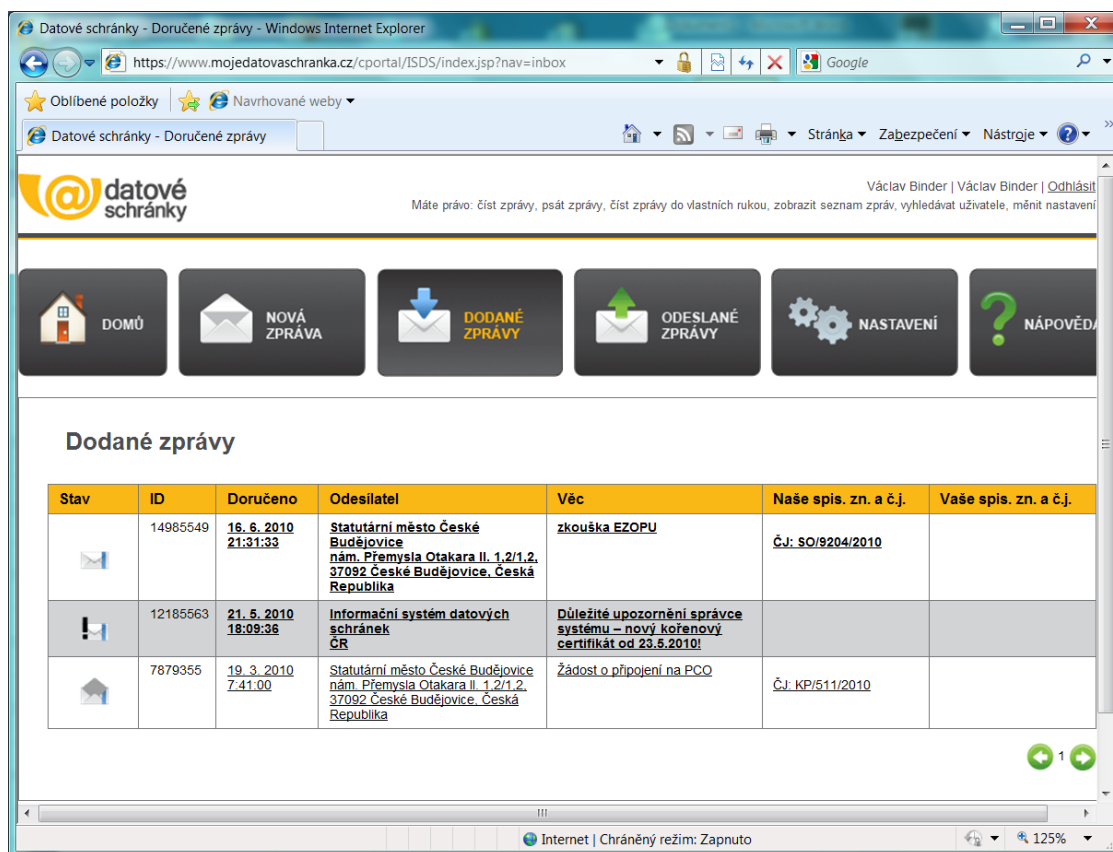 Datové schránky - Doručené zprávy - Windows Internet Explorer
https://www.mojedatovaschranka.cz/cportal/ISDS/index.jsp?nav=inbox
Google
Oblíbené položky
Navrhované weby
Datové schránky - Doručené zprávy
Stránka
Zabezpečení
Nástroje
datové
schránky
Václav Binder | Václav Binder | Odhlásit
Máte právo: číst zprávy, psát zprávy, číst zprávy do vlastních rukou, zobrazit seznam zpráv, vyhledávat uživatele, měnit nastavení
DOMŮ
NOVÁ
ZPRÁVA
DODANÉ
ZPRÁVY
ODESLANÉ
ZPRÁVY
NASTAVENÍ
NÁPOVĚDA
Dodané zprávy
Stav ID Doručeno Odesílatel Věc Naše spis. zn. a č.j. Vaše spis. zn. a č.j.
14985549
16. 6. 2010
21:31:33
Statutární město České
Budějovice
nám. Přemysla Otakara II. 1,2/1,2,
37092 České Budějovice, Česká
Republika
zkouška EZOPU
ČJ: SO/9204/2010
12185563
21. 5. 2010
18:09:36
Informační systém datových
schránek
ČR
Důležité upozornění správce
systému – nový kořenový
certifikát od 23.5.2010!
7879355
19. 3. 2010
7:41:00
Statutární město České Budějovice
nám. Přemysla Otakara II. 1,2/1,2,
37092 České Budějovice, Česká
Republika
Žádost o připojení na PCO
ČJ: KP/511/2010
1
Internet | Chráněný režim: Zapnuto
125%